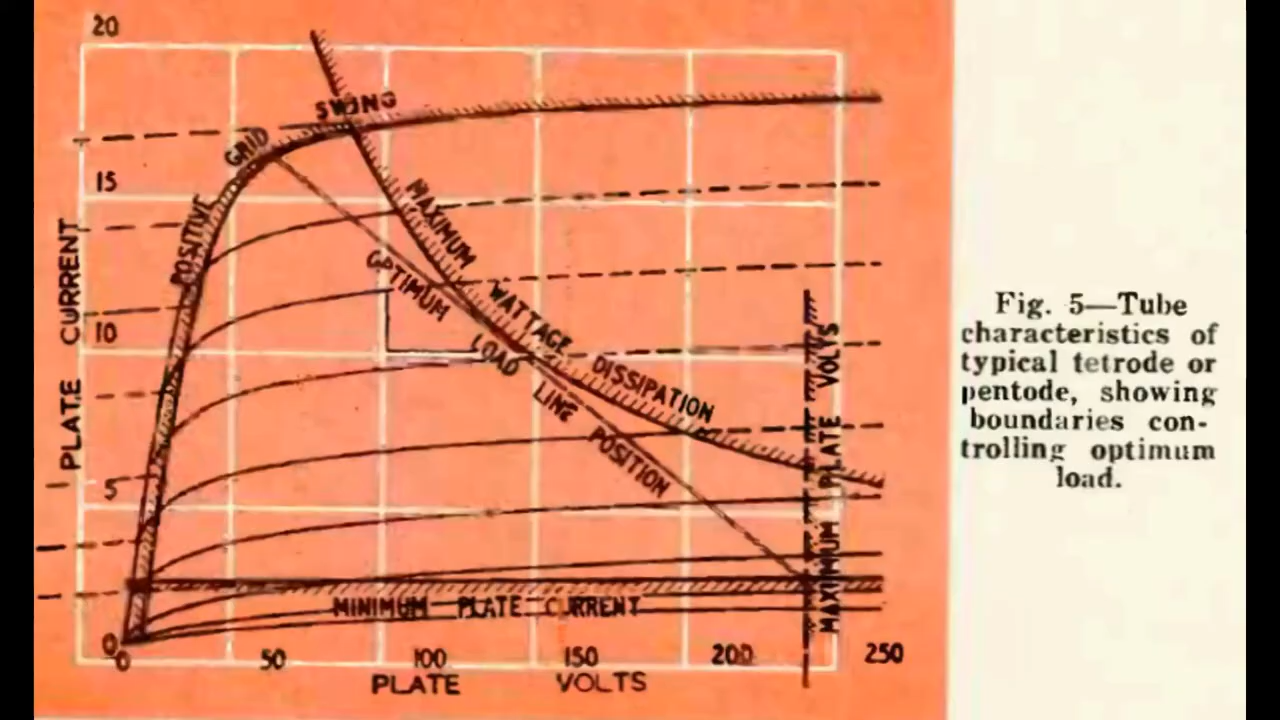 20
SWING
GRID
15
POSITIVE
MAXIMUM
PLATE CURRENT
OPTIMUM
WATTAGE DISSIPATION
10
LOAD LINE POSITION
MAXIMUM PLATE VOLTS
5
MINIMUM PLATE CURRENT
0
0 50 100 150 200 250
PLATE VOLTS
Fig. 5—Tube
characteristics of
typical tetrode or
pentode, showing
boundaries con-
trolling optimum
load.